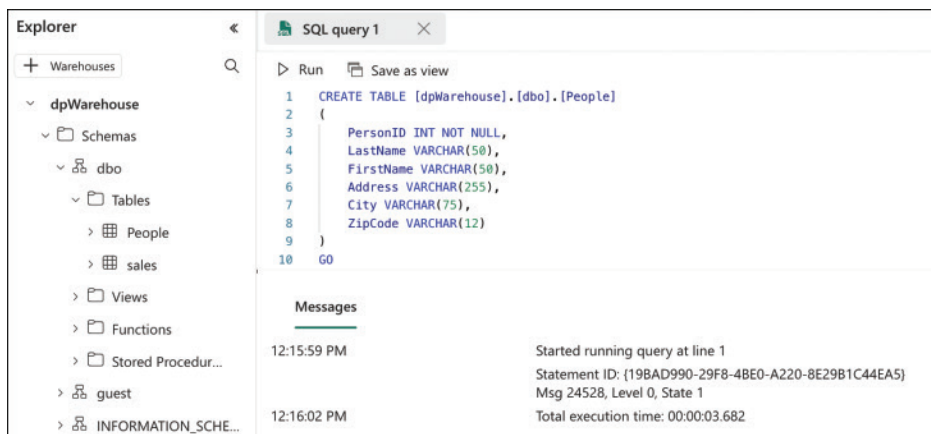 Explorer
SQL query 1
+ Warehouses
Run Save as view
dpWarehouse
Schemas
dbo
Tables
People
sales
Views
Functions
Stored Procedur...
guest
INFORMATION_SCHE...
1 CREATE TABLE [dpWarehouse].[dbo].[People]
2 (
3 PersonID INT NOT NULL,
4 LastName VARCHAR(50),
5 FirstName VARCHAR(50),
6 Address VARCHAR(255),
7 City VARCHAR(75),
8 ZipCode VARCHAR(12)
9 )
10 GO
Messages
12:15:59 PM Started running query at line 1
Statement ID: {19BAD990-29F8-4BE0-A220-8E29B1C44EA5}
Msg 24528, Level 0, State 1
12:16:02 PM Total execution time: 00:00:03.682